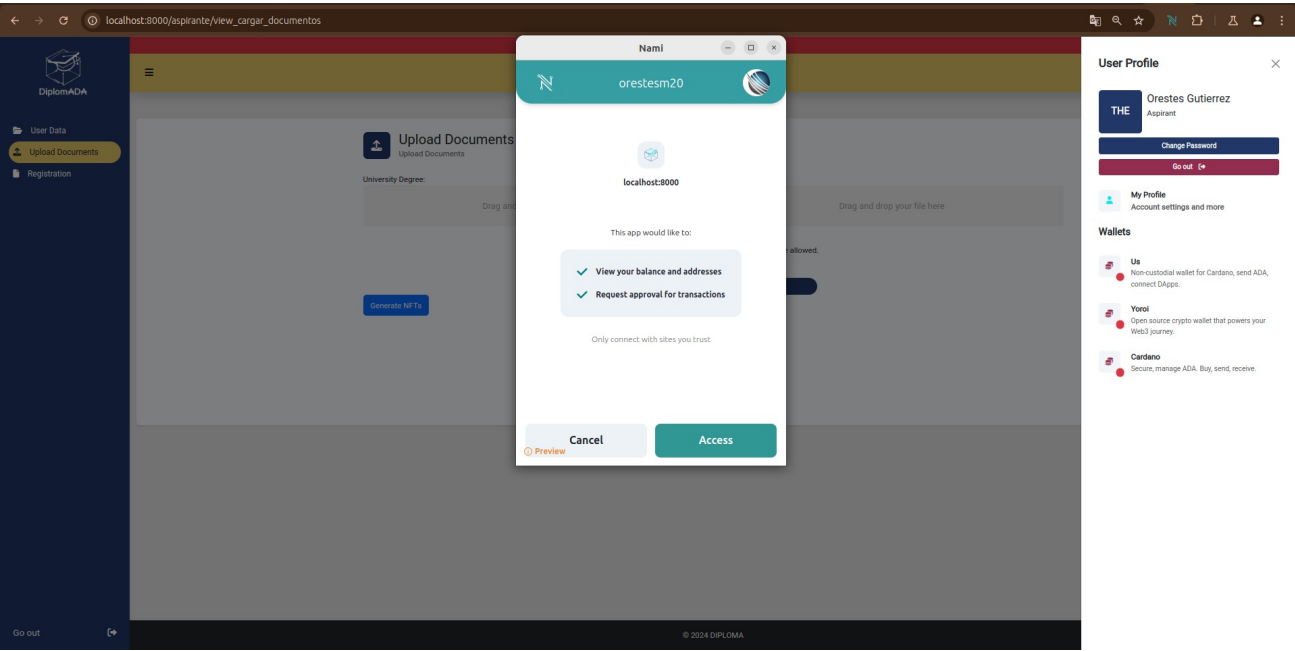 localhost:8000/aspirante/view_cargar_documentos
DiplomADA
User Data
Upload Documents
Registration
Go out
Upload Documents
Upload Documents
University Degree:
Drag and
Drag and drop your file here
allowed.
Generate NFTs
© 2024 DIPLOMA
Nami
orestesm20
localhost:8000
This app would like to:
View your balance and addresses
Request approval for transactions
Only connect with sites you trust
Cancel
Access
Preview
User Profile
THE
Orestes Gutierrez
Aspirant
Change Password
Go out
My Profile
Account settings and more
Wallets
Us
Non-custodial wallet for Cardano, send ADA,
connect DApps.
Yoroi
Open source crypto wallet that powers your
Web3 journey.
Cardano
Secure, manage ADA. Buy, send, receive.